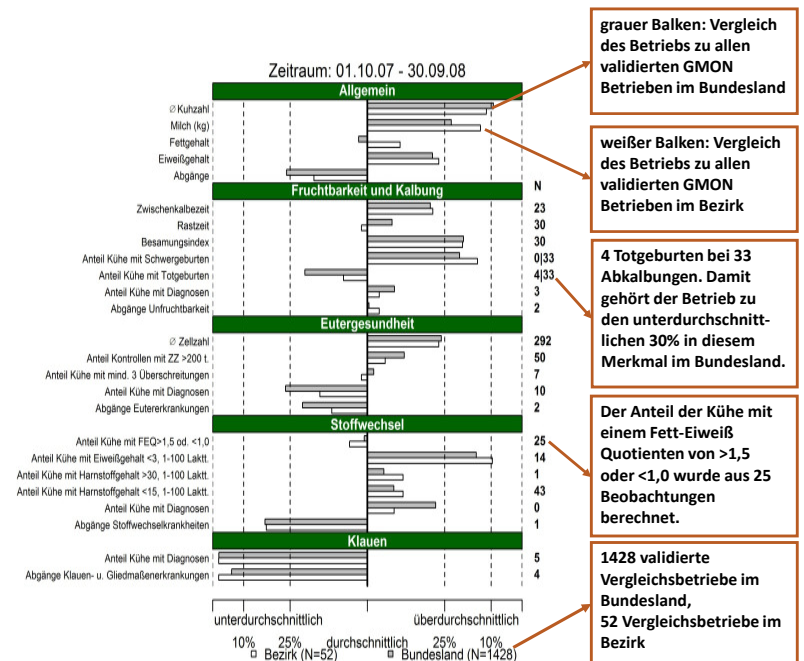 Zeitraum: 01.10.07 - 30.09.08
Allgemein
Ø Kuhzahl
Milch (kg)
Fettgehalt
Eiweißgehalt
Abgänge
N
Fruchtbarkeit und Kalbung
Zwischenkalbezeit 23
Rastzeit 30
Besamungsindex 30
Anteil Kühe mit Schwergeburten 0|33
Anteil Kühe mit Totgeburten 4|33
Anteil Kühe mit Diagnosen 3
Abgänge Unfruchtbarkeit 2
Eutergesundheit
Ø Zellzahl 292
Anteil Kontrollen mit ZZ >200 t. 50
Anteil Kühe mit mind. 3 Überschreitungen 7
Anteil Kühe mit Diagnosen 10
Abgänge Eutererkrankungen 2
Stoffwechsel
Anteil Kühe mit FEQ>1,5 od. <1,0 25
Anteil Kühe mit Eiweißgehalt <3, 1-100 Laktt. 14
Anteil Kühe mit Harnstoffgehalt >30, 1-100 Laktt. 1
Anteil Kühe mit Harnstoffgehalt <15, 1-100 Laktt. 43
Anteil Kühe mit Diagnosen 0
Abgänge Stoffwechselkrankheiten 1
Klauen
Anteil Kühe mit Diagnosen 5
Abgänge Klauen- u. Gliedmaßenerkrankungen 4
unterdurchschnittlich überdurchschnittlich
10% 25% durchschnittlich 25% 10%
Bezirk (N=52) Bundesland (N=1428)
grauer Balken: Vergleich
des Betriebs zu allen
validierten GMON
Betrieben im Bundesland
weißer Balken: Vergleich
des Betriebs zu allen
validierten GMON
Betrieben im Bezirk
4 Totgeburten bei 33
Abkalbungen. Damit
gehört der Betrieb zu
den unterdurchschnitt-
lichen 30% in diesem
Merkmal im Bundesland.
Der Anteil der Kühe mit
einem Fett-Eiweiß
Quotienten von >1,5
oder <1,0 wurde aus 25
Beobachtungen
berechnet.
1428 validierte
Vergleichsbetriebe im
Bundesland,
52 Vergleichsbetriebe im
Bezirk